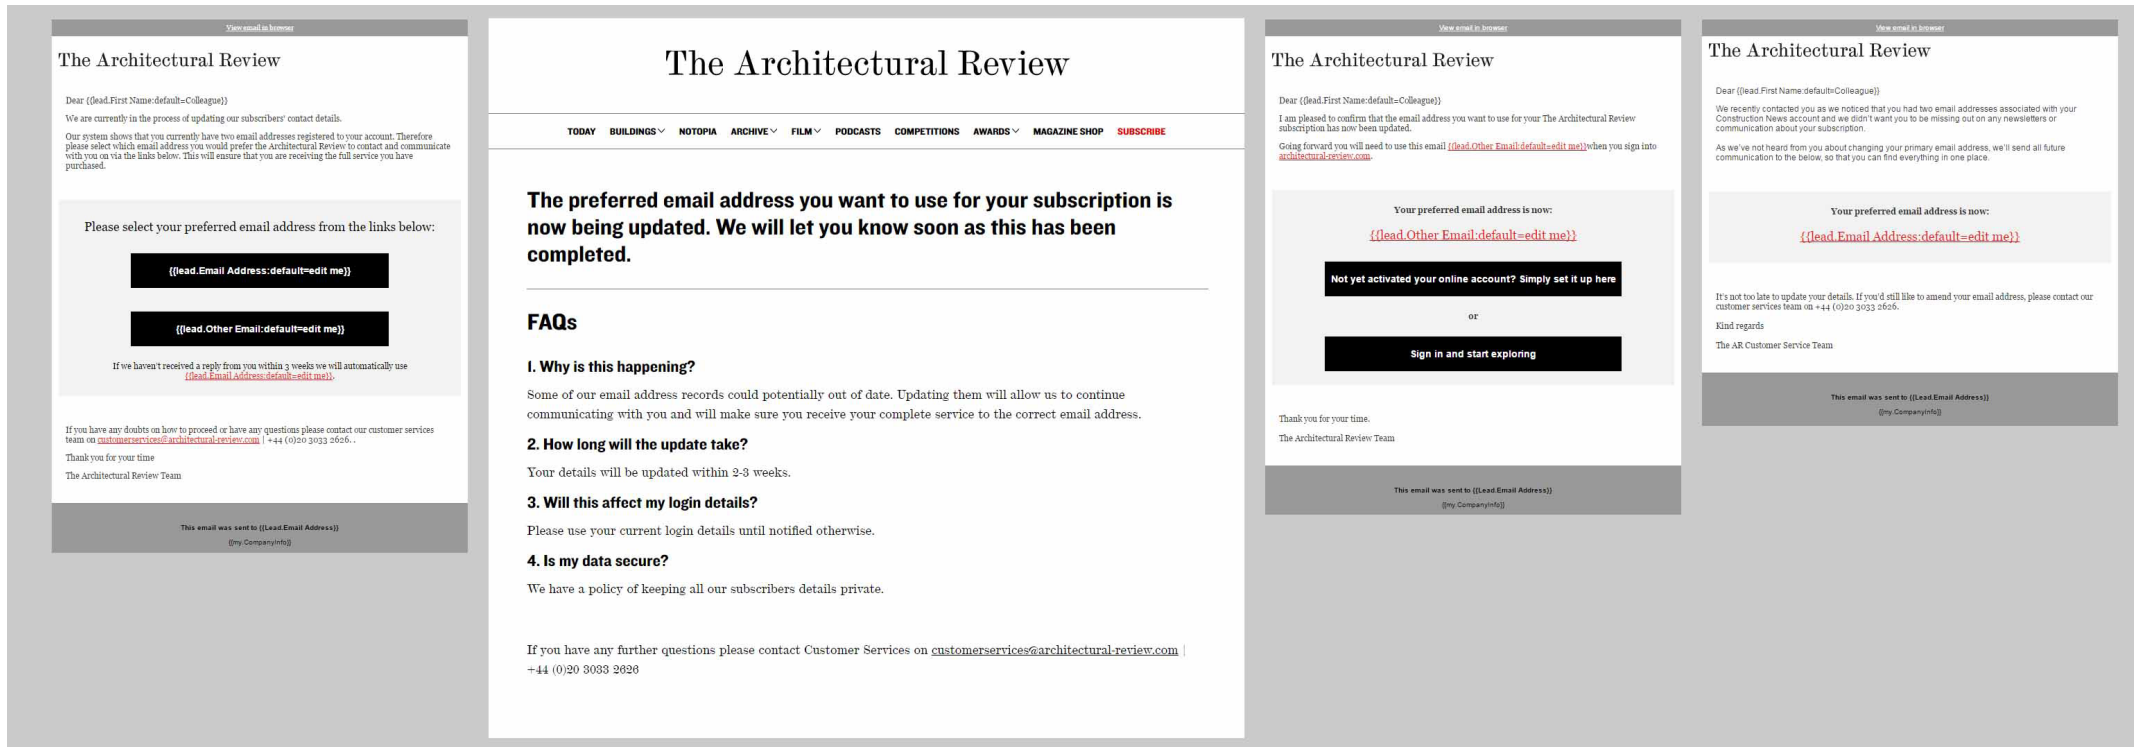 View email in browser
The Architectural Review
Dear {{lead.First Name:default=Colleague}}
We are currently in the process of updating our subscribers' contact details.
Our system shows that you currently have two email addresses registered to your account. Therefore
please select which email address you would prefer the Architectural Review to contact and communicate
with you on via the links below. This will ensure that you are receiving the full service you have
purchased.
Please select your preferred email address from the links below:
{{lead.Email Address:default=edit me}}
{{lead.Other Email:default=edit me}}
If we haven't received a reply from you within 3 weeks we will automatically use
{{lead.Email Address:default=edit me}}.
If you have any doubts on how to proceed or have any questions please contact our customer services
team on customerservices@architectural-review.com | +44 (0)20 3033 2626. .
Thank you for your time
The Architectural Review Team
This email was sent to {{Lead.Email Address}}
{{my.CompanyInfo}}
The Architectural Review
TODAY BUILDINGS NOTOPIA ARCHIVE FILM PODCASTS COMPETITIONS AWARDS MAGAZINE SHOP SUBSCRIBE
The preferred email address you want to use for your subscription is
now being updated. We will let you know soon as this has been
completed.
FAQs
1. Why is this happening?
Some of our email address records could potentially out of date. Updating them will allow us to continue
communicating with you and will make sure you receive your complete service to the correct email address.
2. How long will the update take?
Your details will be updated within 2-3 weeks.
3. Will this affect my login details?
Please use your current login details until notified otherwise.
4. Is my data secure?
We have a policy of keeping all our subscribers details private.
If you have any further questions please contact Customer Services on customerservices@architectural-review.com |
+44 (0)20 3033 2626
View email in browser
The Architectural Review
Dear {{lead.First Name:default=Colleague}}
I am pleased to confirm that the email address you want to use for your The Architectural Review
subscription has now been updated.
Going forward you will need to use this email {{lead.Other Email:default=edit me}}when you sign into
architectural-review.com.
Your preferred email address is now:
{{lead.Other Email:default=edit me}}
Not yet activated your online account? Simply set it up here
or
Sign in and start exploring
Thank you for your time.
The Architectural Review Team
This email was sent to {{Lead.Email Address}}
{{my.CompanyInfo}}
View email in browser
The Architectural Review
Dear {{lead.First Name:default=Colleague}}
We recently contacted you as we noticed that you had two email addresses associated with your
Construction News account and we didn't want you to be missing out on any newsletters or
communication about your subscription.
As we've not heard from you about changing your primary email address, we'll send all future
communication to the below, so that you can find everything in one place.
Your preferred email address is now:
{{lead.Email Address:default=edit me}}
It's not too late to update your details. If you'd still like to amend your email address, please contact our
customer services team on +44 (0)20 3033 2626.
Kind regards
The AR Customer Service Team
This email was sent to {{Lead.Email Address}}
{{my.CompanyInfo}}